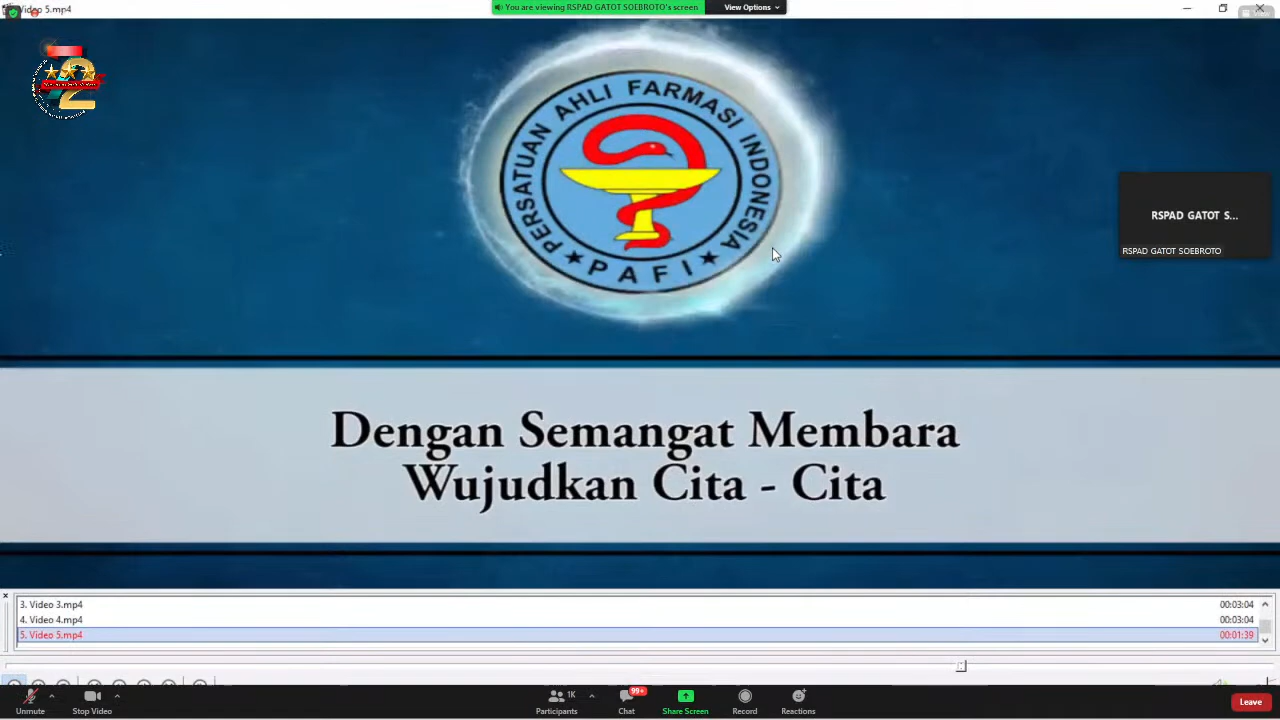 Video 5.mp4
You are viewing RSPAD GATOT SOEBROTO's screen
View Options
View
PERSATUAN AHLI FARMASI INDONESIA
PAFI
RSPAD GATOT S...
RSPAD GATOT SOEBROTO
Dengan Semangat Membara
Wujudkan Cita - Cita
3. Video 3.mp4 00:03:04
4. Video 4.mp4 00:03:04
5. Video 5.mp4 00:01:39
Unmute
Stop Video
Participants 1K
Chat 99+
Share Screen
Record
Reactions
Leave